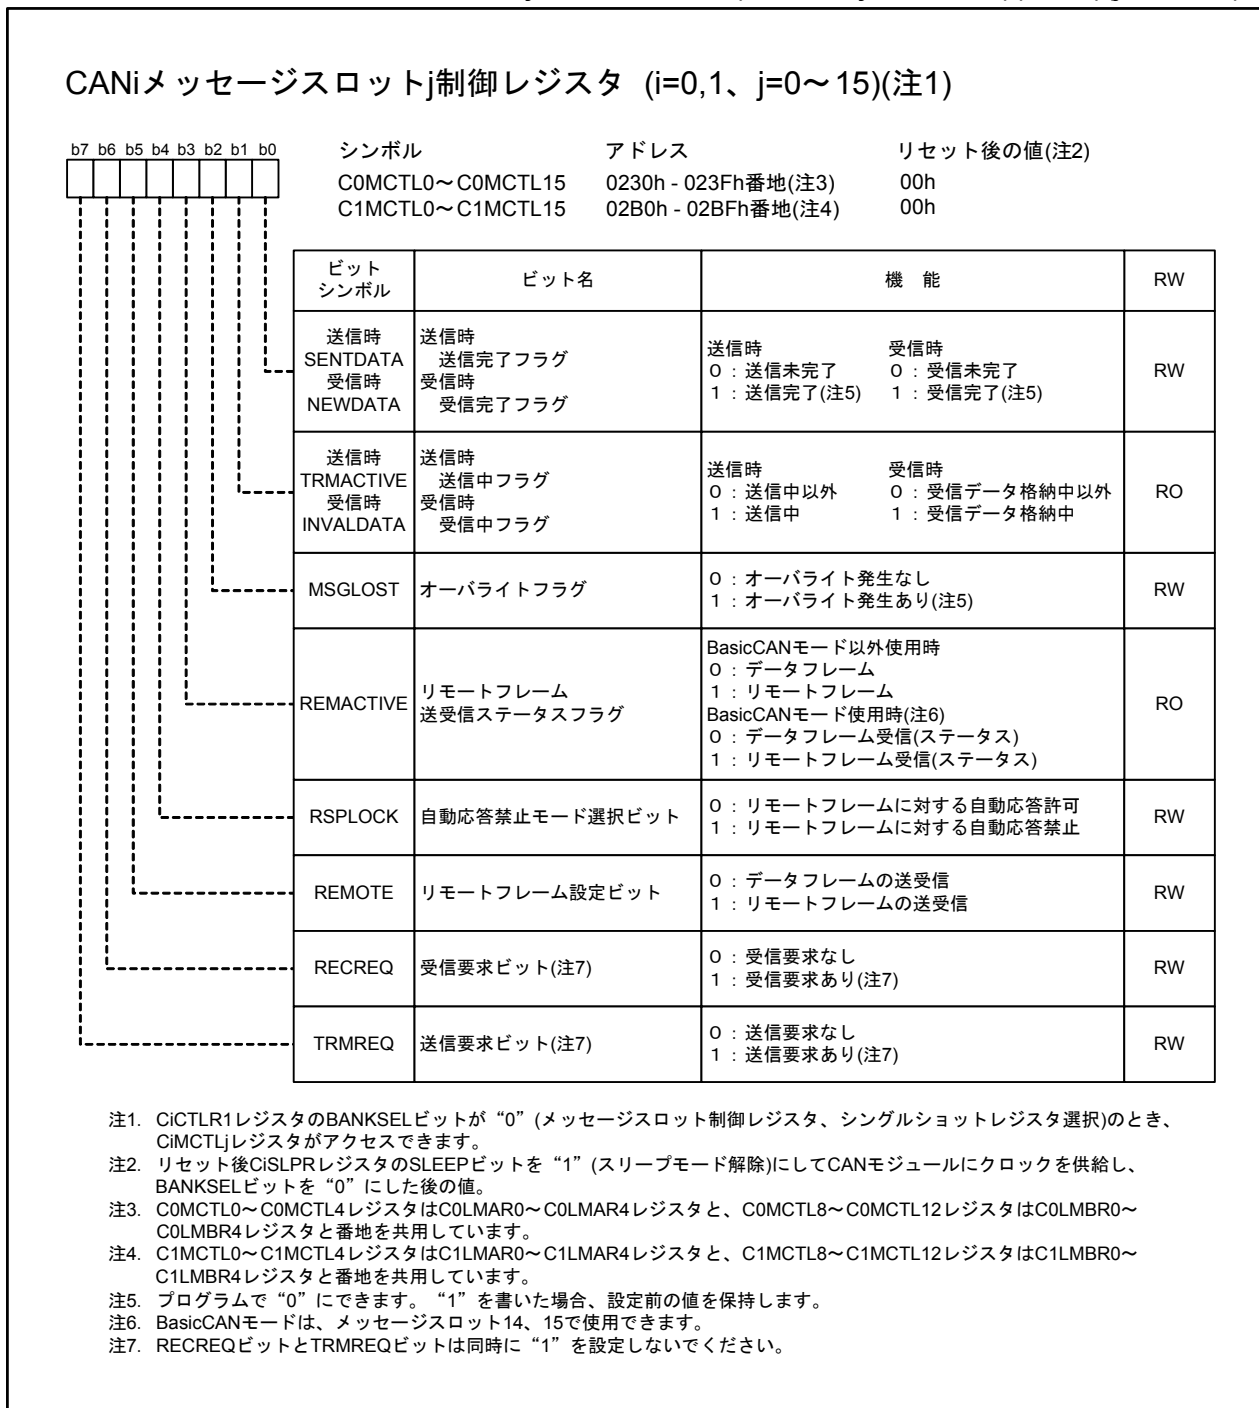 CANiメッセージスロットj制御レジスタ (i=0,1、j=0～15)(注1)
b7 b6 b5 b4 b3 b2 b1 b0
シンボル アドレス リセット後の値(注2)
C0MCTL0～C0MCTL15 0230h - 023Fh番地(注3) 00h
C1MCTL0～C1MCTL15 02B0h - 02BFh番地(注4) 00h
ビット
シンボル
ビット名
機 能
RW
送信時
SENTDATA
受信時
NEWDATA
送信時
送信完了フラグ
受信時
受信完了フラグ
送信時 受信時
0 : 送信未完了 0 : 受信未完了
1 : 送信完了(注5) 1 : 受信完了(注5)
RW
送信時
TRMACTIVE
受信時
INVALDATA
送信時
送信中フラグ
受信時
受信中フラグ
送信時 受信時
0 : 送信中以外 0 : 受信データ格納中以外
1 : 送信中 1 : 受信データ格納中
RO
MSGLOST
オーバライトフラグ
0 : オーバライト発生なし
1 : オーバライト発生あり(注5)
RW
REMACTIVE
リモートフレーム
送受信ステータスフラグ
BasicCANモード以外使用時
0 : データフレーム
1 : リモートフレーム
BasicCANモード使用時(注6)
0 : データフレーム受信(ステータス)
1 : リモートフレーム受信(ステータス)
RO
RSPLOCK
自動応答禁止モード選択ビット
0 : リモートフレームに対する自動応答許可
1 : リモートフレームに対する自動応答禁止
RW
REMOTE
リモートフレーム設定ビット
0 : データフレームの送受信
1 : リモートフレームの送受信
RW
RECREQ
受信要求ビット(注7)
0 : 受信要求なし
1 : 受信要求あり(注7)
RW
TRMREQ
送信要求ビット(注7)
0 : 送信要求なし
1 : 送信要求あり(注7)
RW
注1. CiCTLR1レジスタのBANKSELビットが“0”(メッセージスロット制御レジスタ、シングルショットレジスタ選択)のとき、
CiMCTLjレジスタがアクセスできます。
注2. リセット後CiSLPRレジスタのSLEEPビットを“1”(スリープモード解除)にしてCANモジュールにクロックを供給し、
BANKSELビットを“0”にした後の値。
注3. C0MCTL0～C0MCTL4レジスタはC0LMAR0～C0LMAR4レジスタと、C0MCTL8～C0MCTL12レジスタはC0LMBR0～
C0LMBR4レジスタと番地を共用しています。
注4. C1MCTL0～C1MCTL4レジスタはC1LMAR0～C1LMAR4レジスタと、C1MCTL8～C1MCTL12レジスタはC1LMBR0～
C1LMBR4レジスタと番地を共用しています。
注5. プログラムで“0”にできます。“1”を書いた場合、設定前の値を保持します。
注6. BasicCANモードは、メッセージスロット14、15で使用できます。
注7. RECREQビットとTRMREQビットは同時に“1”を設定しないでください。